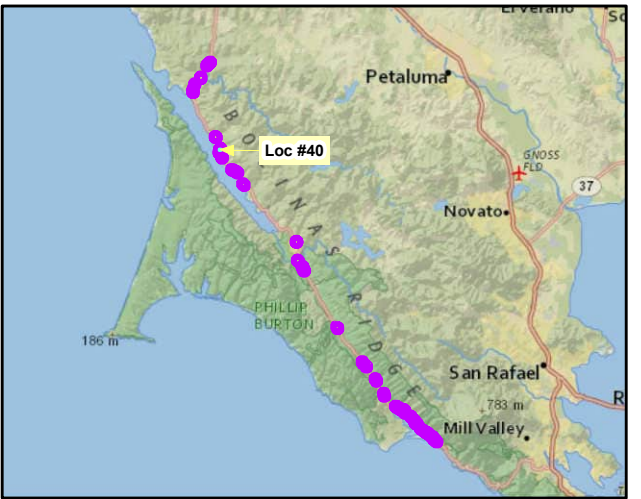 El Verano
Petaluma
BOLINAS RIDGE
Loc #40
GNOSS
FLD
37
Novato
PHILLIP
BURTON
186 m
San Rafael
783 m
Mill Valley